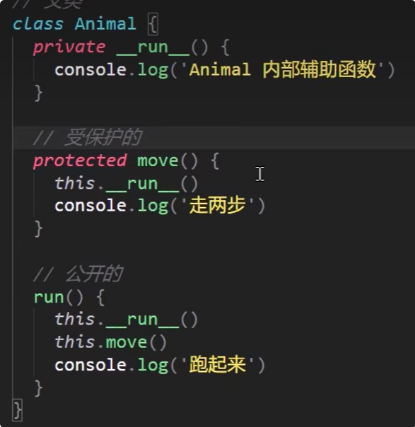 // 父类
class Animal {
  private __run__() {
    console.log('Animal 内部辅助函数')
  }

  // 受保护的
  protected move() {
    this.__run__()
    console.log('走两步')
  }

  // 公开的
  run() {
    this.__run__()
    this.move()
    console.log('跑起来')
  }
}